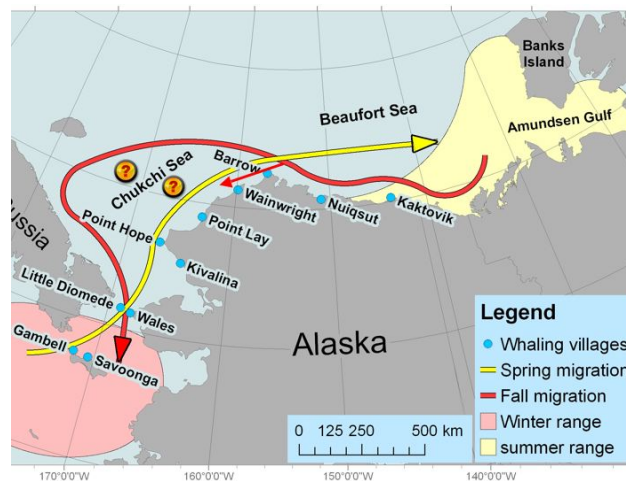 Banks
Island
Beaufort Sea
Amundsen Gulf
?
?
Chukchi Sea
Barrow
Wainwright
Nuiqsut
Kaktovik
ussia
Point Hope
Point Lay
Kivalina
Little Diomede
Wales
Gambell
Savoonga
Alaska
Legend
Whaling villages
Spring migration
Fall migration
Winter range
summer range
0 125 250 500 km
170°0'0"W 160°0'0"W 150°0'0"W 140°0'0"W